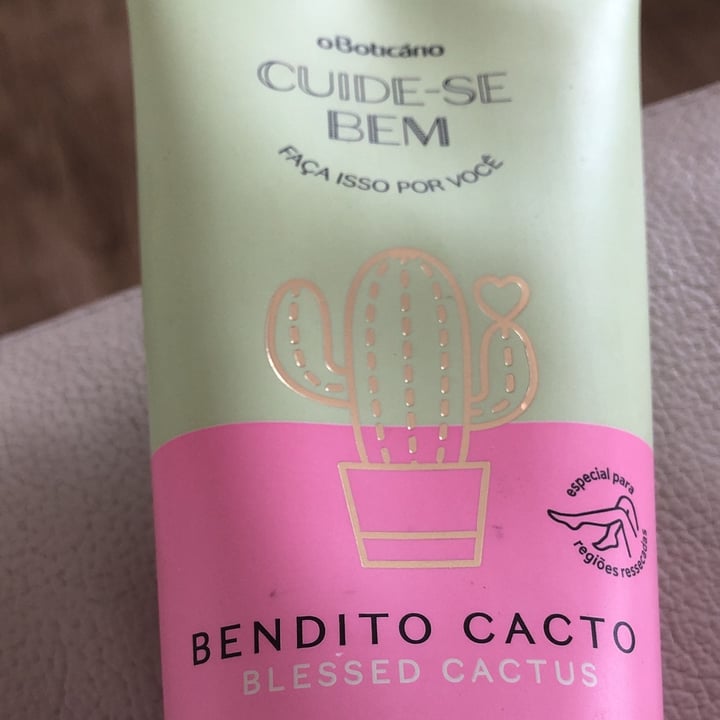 oBoticário
CUIDE-SE
BEM
FAÇA ISSO POR VOCÊ
especial para
regiões ressecadas
BENDITO CACTO
BLESSED CACTUS